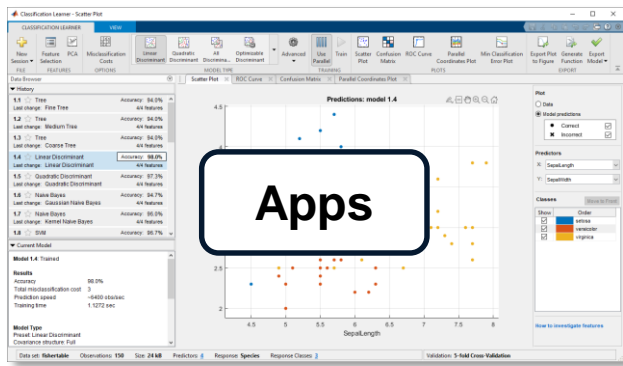 Classification Learner - Scatter Plot
CLASSIFICATION LEARNER VIEW
New Session Feature Selection PCA Misclassification Costs Linear Discriminant Quadratic Discriminant All Discrimina... Optimizable Discriminant Advanced Use Parallel Train Scatter Plot Confusion Matrix ROC Curve Parallel Coordinates Plot Min Classification Error Plot Export Plot to Figure Generate Function Export Model
FILE FEATURES OPTIONS MODEL TYPE TRAINING PLOTS EXPORT
Data Browser Scatter Plot ROC Curve Confusion Matrix Parallel Coordinates Plot
History
1.1 Tree Accuracy: 94.0%
Last change: Fine Tree 4/4 features
1.2 Tree Accuracy: 94.0%
Last change: Medium Tree 4/4 features
1.3 Tree Accuracy: 94.0%
Last change: Coarse Tree 4/4 features
1.4 Linear Discriminant Accuracy: 98.0%
Last change: Linear Discriminant 4/4 features
1.5 Quadratic Discriminant Accuracy: 97.3%
Last change: Quadratic Discriminant 4/4 features
1.6 Naive Bayes Accuracy: 94.7%
Last change: Gaussian Naive Bayes 4/4 features
1.7 Naive Bayes Accuracy: 96.0%
Last change: Kernel Naive Bayes 4/4 features
1.8 SVM Accuracy: 96.7%
Current Model
Model 1.4: Trained
Results
Accuracy 98.0%
Total misclassification cost 3
Prediction speed ~6400 obs/sec
Training time 1.1272 sec
Model Type
Preset: Linear Discriminant
Covariance structure: Full
Predictions: model 1.4
4.5
2.5
2
4.5 5 5.5 6 6.5 7 7.5 8
SepalLength
Apps
Plot
Data
Model predictions
Correct
Incorrect
Predictors
X: SepalLength
Y: SepalWidth
Classes Move to Front
Show Order
setosa
versicolor
virginica
How to investigate features
Data set: fishertable Observations: 150 Size: 24 kB Predictors: 4 Response: Species Response Classes: 3 Validation: 5-fold Cross-Validation